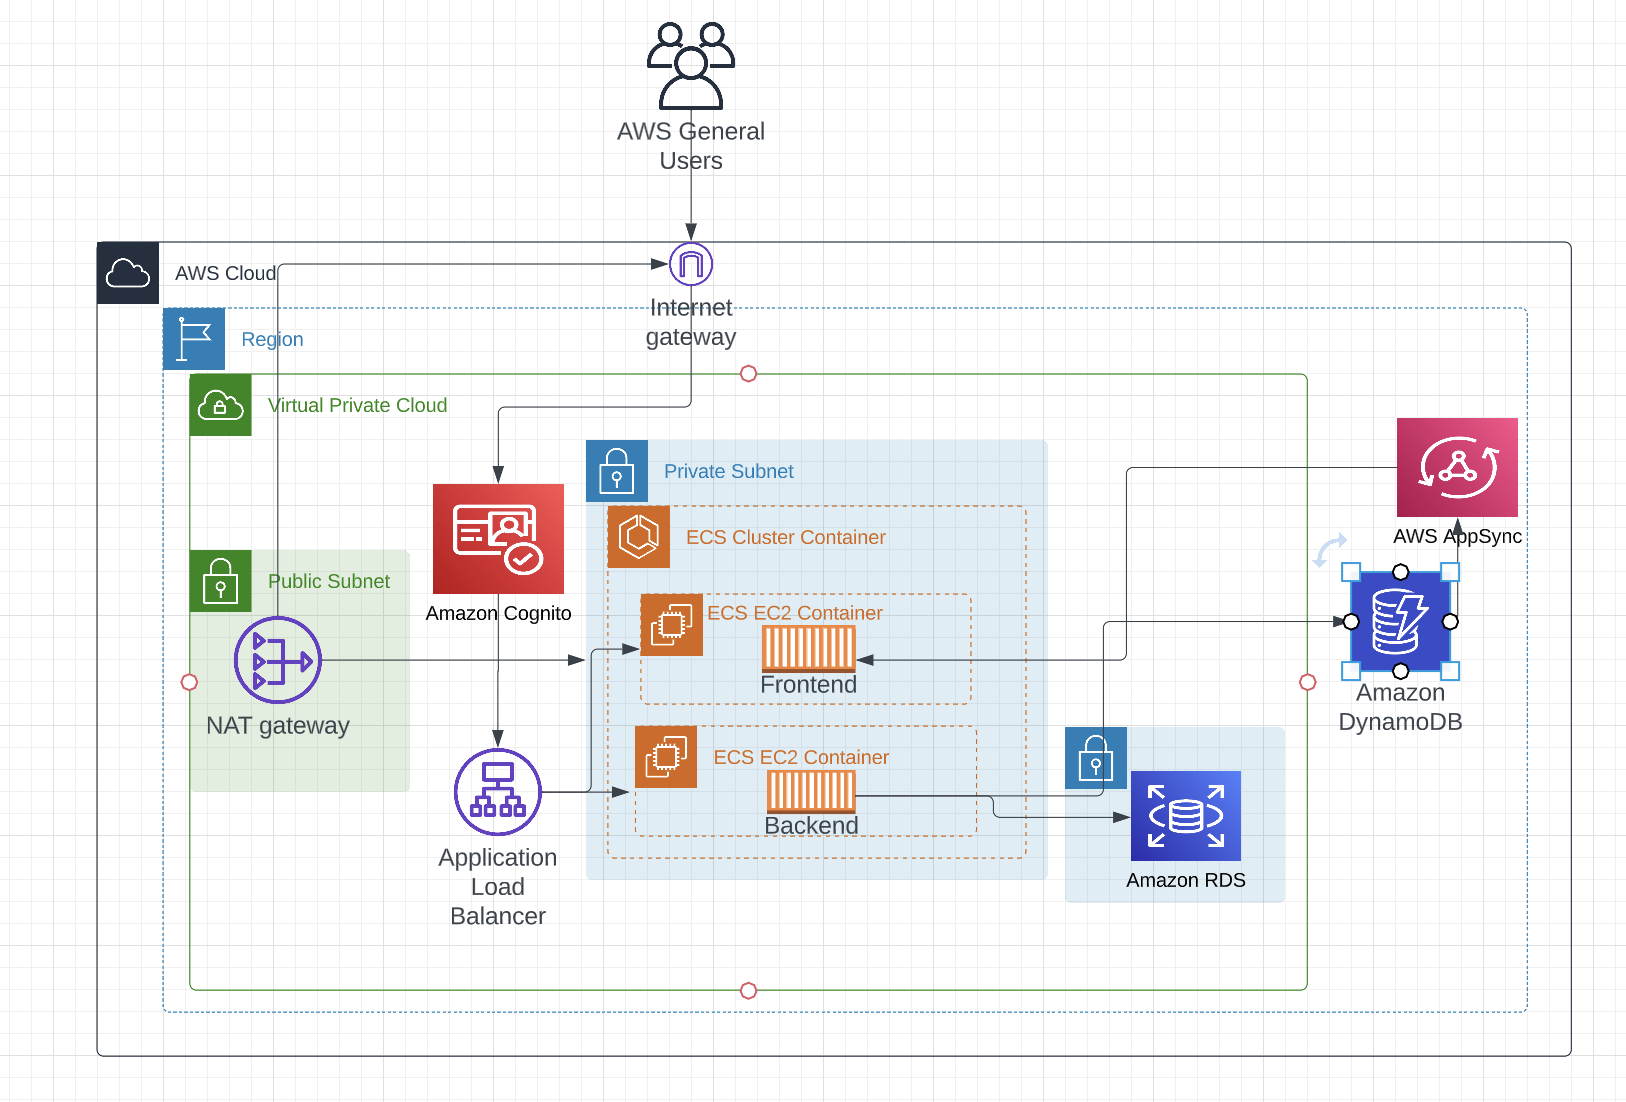 AWS General
Users
AWS Cloud
Internet
gateway
Region
Virtual Private Cloud
Private Subnet
ECS Cluster Container
AWS AppSync
Public Subnet
Amazon Cognito
ECS EC2 Container
Frontend
NAT gateway
Amazon
DynamoDB
ECS EC2 Container
Backend
Application
Load
Balancer
Amazon RDS